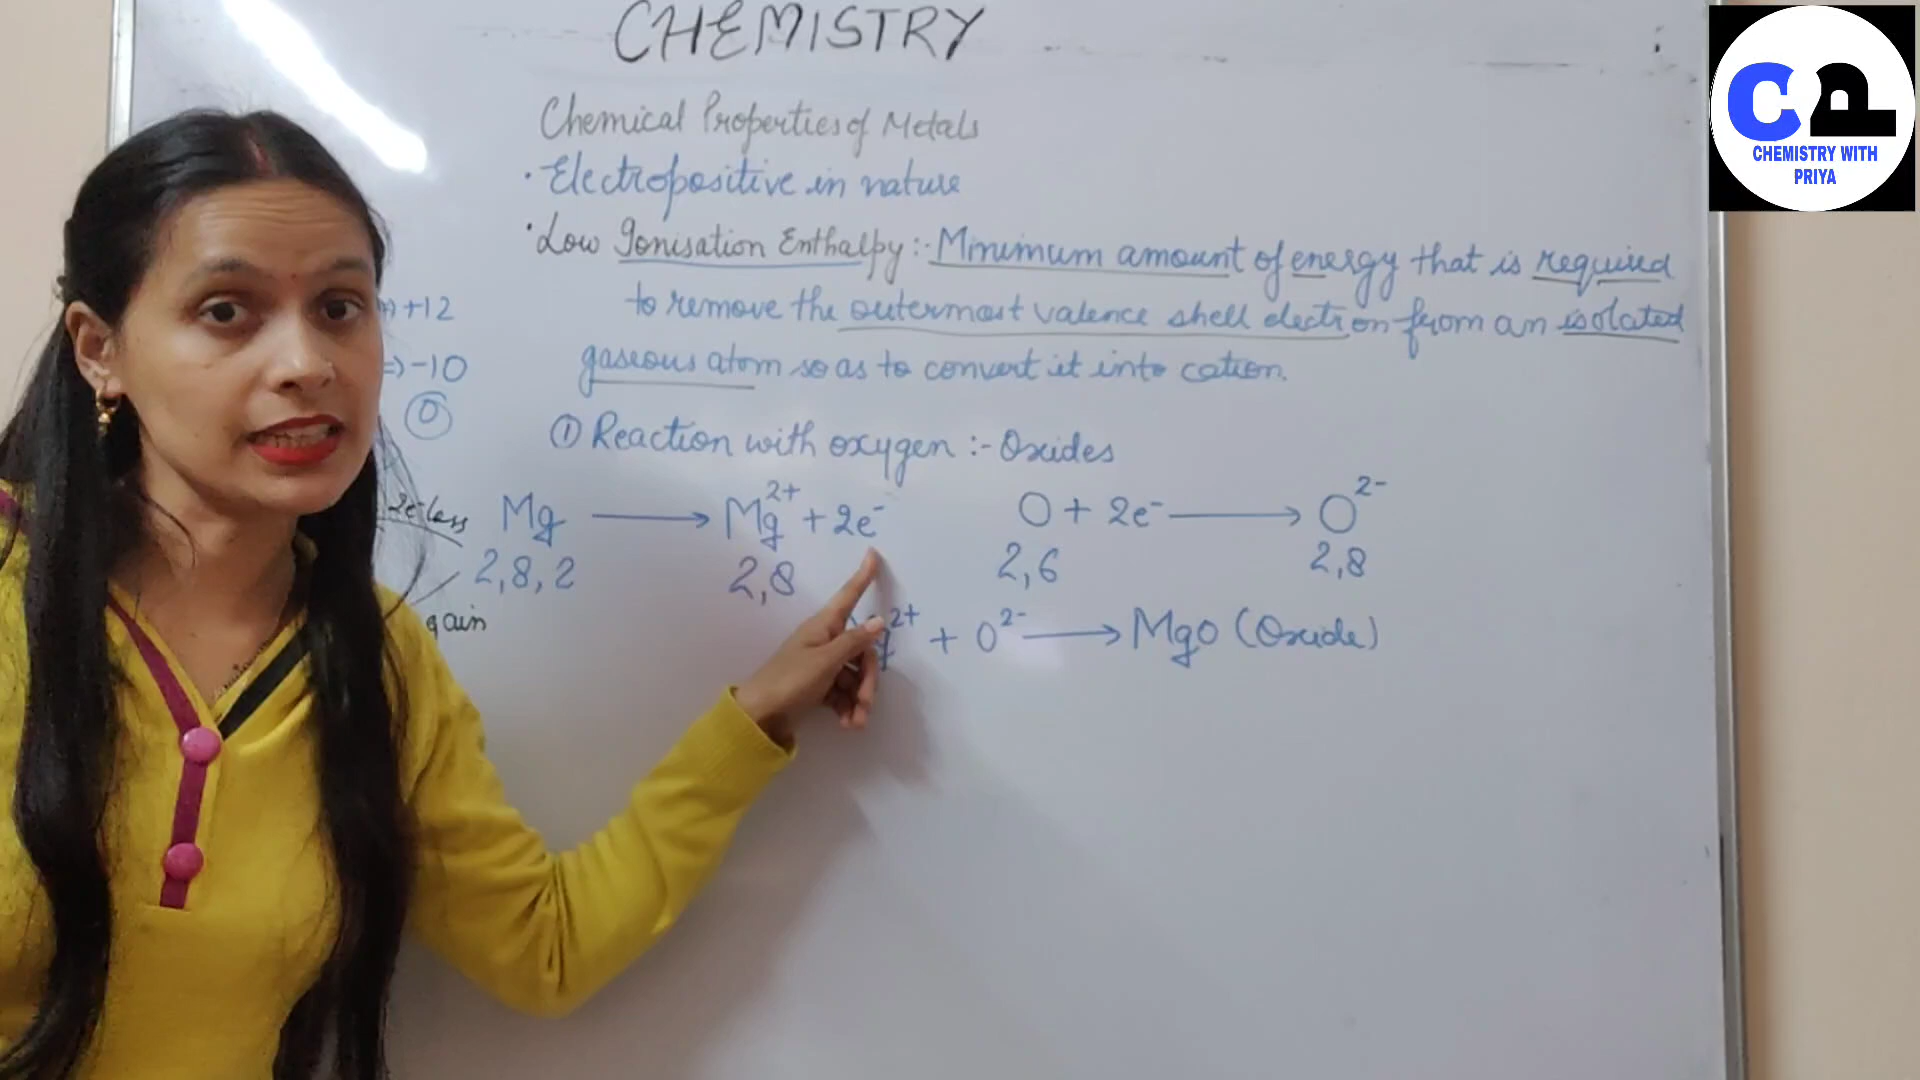 CHEMISTRY
CP
CHEMISTRY WITH
PRIYA
Chemical Properties of Metals
• Electropositive in nature
• Low Ionisation Enthalpy :- Minimum amount of energy that is required
to remove the outermost valence shell electron from an isolated
gaseous atom so as to convert it into cation.
+12
⇒ -10
0
① Reaction with oxygen :- Oxides
2e⁻ less
Mg ⟶ Mg²⁺ + 2e⁻ O + 2e⁻ ⟶ O²⁻
2,8,2 2,8 2,6 2,8
gain
²⁺ + O²⁻ ⟶ MgO (Oxide)